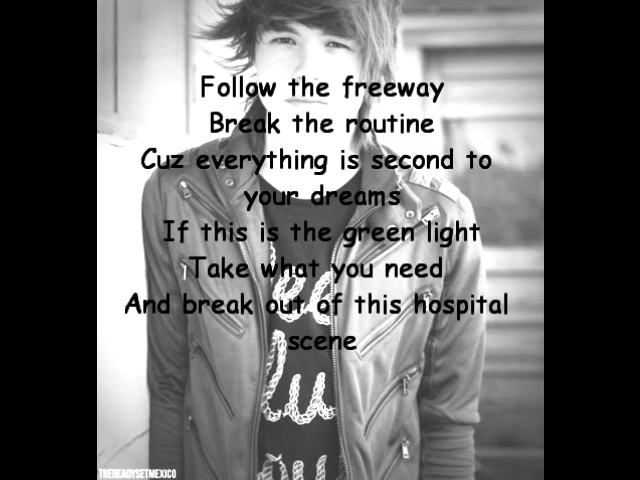 Follow the freeway
Break the routine
Cuz everything is second to
your dreams
If this is the green light
Take what you need
And break out of this hospital
scene
THEREADYSETMEXICO